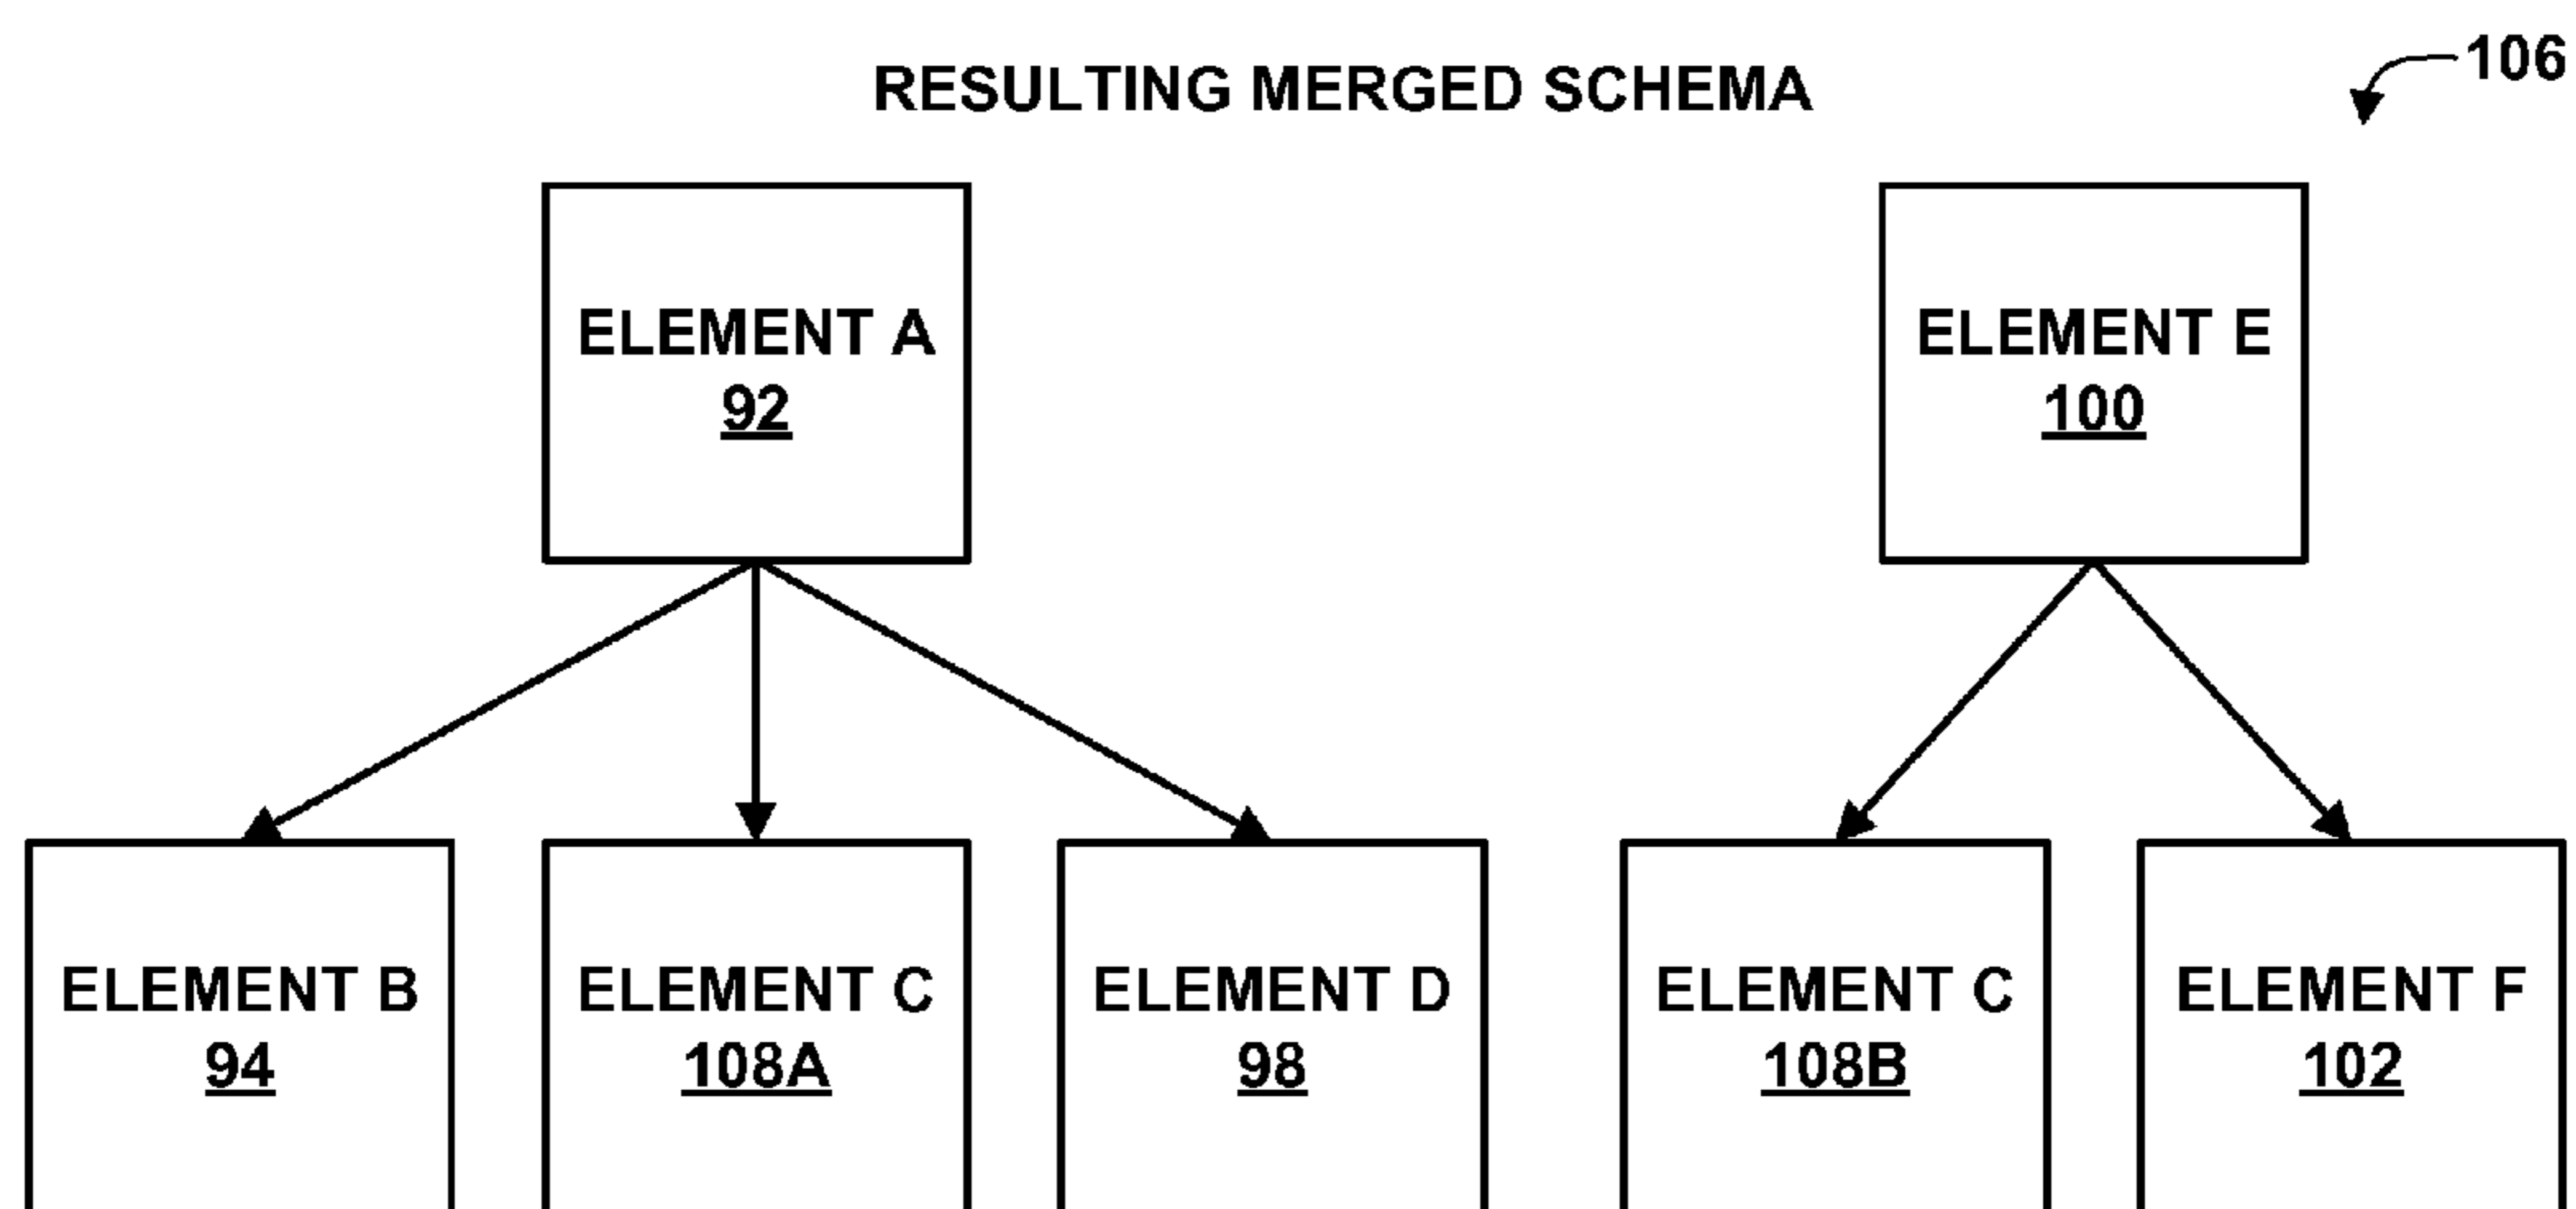 106
RESULTING MERGED SCHEMA
ELEMENT A
92
ELEMENT E
100
ELEMENT B
94
ELEMENT C
108A
ELEMENT D
98
ELEMENT C
108B
ELEMENT F
102